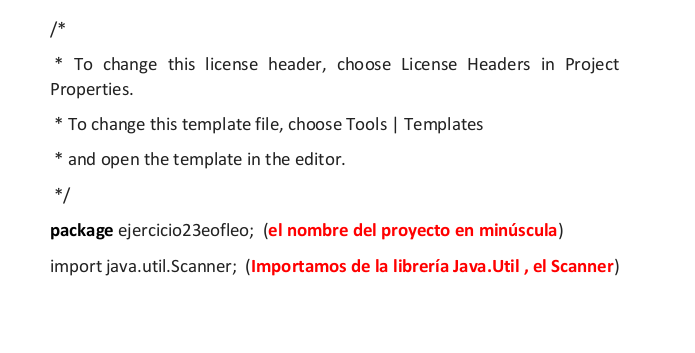 /*
* To change this license header, choose License Headers in Project
Properties.
* To change this template file, choose Tools | Templates
* and open the template in the editor.
*/
package ejercicio23eofleo; (el nombre del proyecto en minúscula)
import java.util.Scanner; (Importamos de la librería Java.Util , el Scanner)